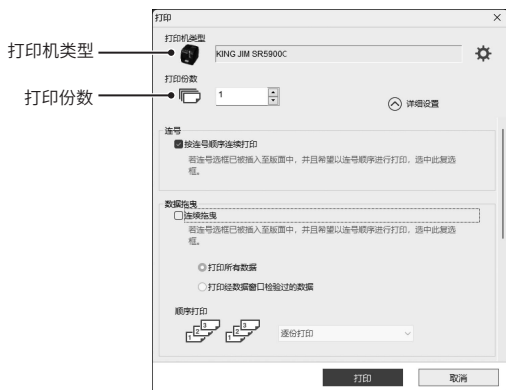 打印
打印机类型
打印机类型
KING JIM SR5900C
打印份数
打印份数
1
详细设置
连号
按连号顺序连续打印
若连号选框已被插入至版面中，并且希望以连号顺序进行打印，选中此复选
框。
数据拖曳
连续拖曳
若连号选框已被插入至版面中，并且希望以连号顺序进行打印，选中此复选
框。
打印所有数据
打印经数据窗口检验过的数据
顺序打印
1 2 3 1 2 3
逐份打印
打印
取消